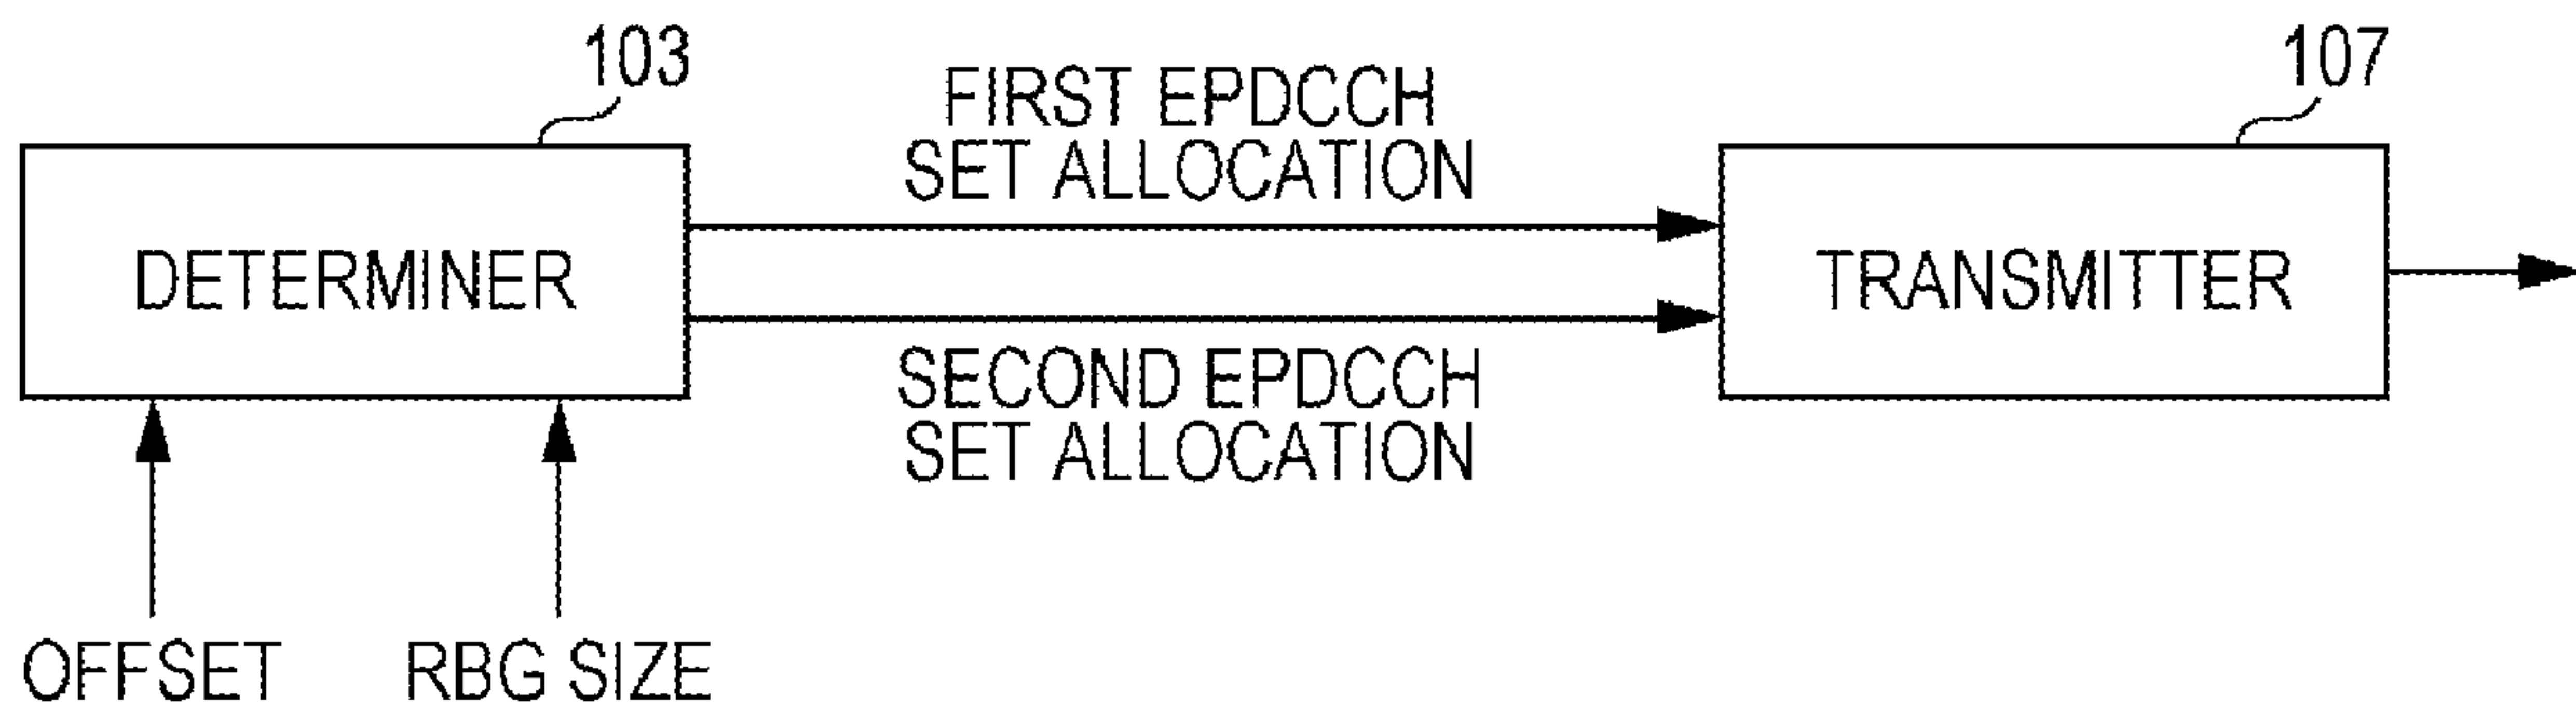 103
107
FIRST EPDCCH
SET ALLOCATION
DETERMINER
TRANSMITTER
SECOND EPDCCH
SET ALLOCATION
OFFSET
RBG SIZE